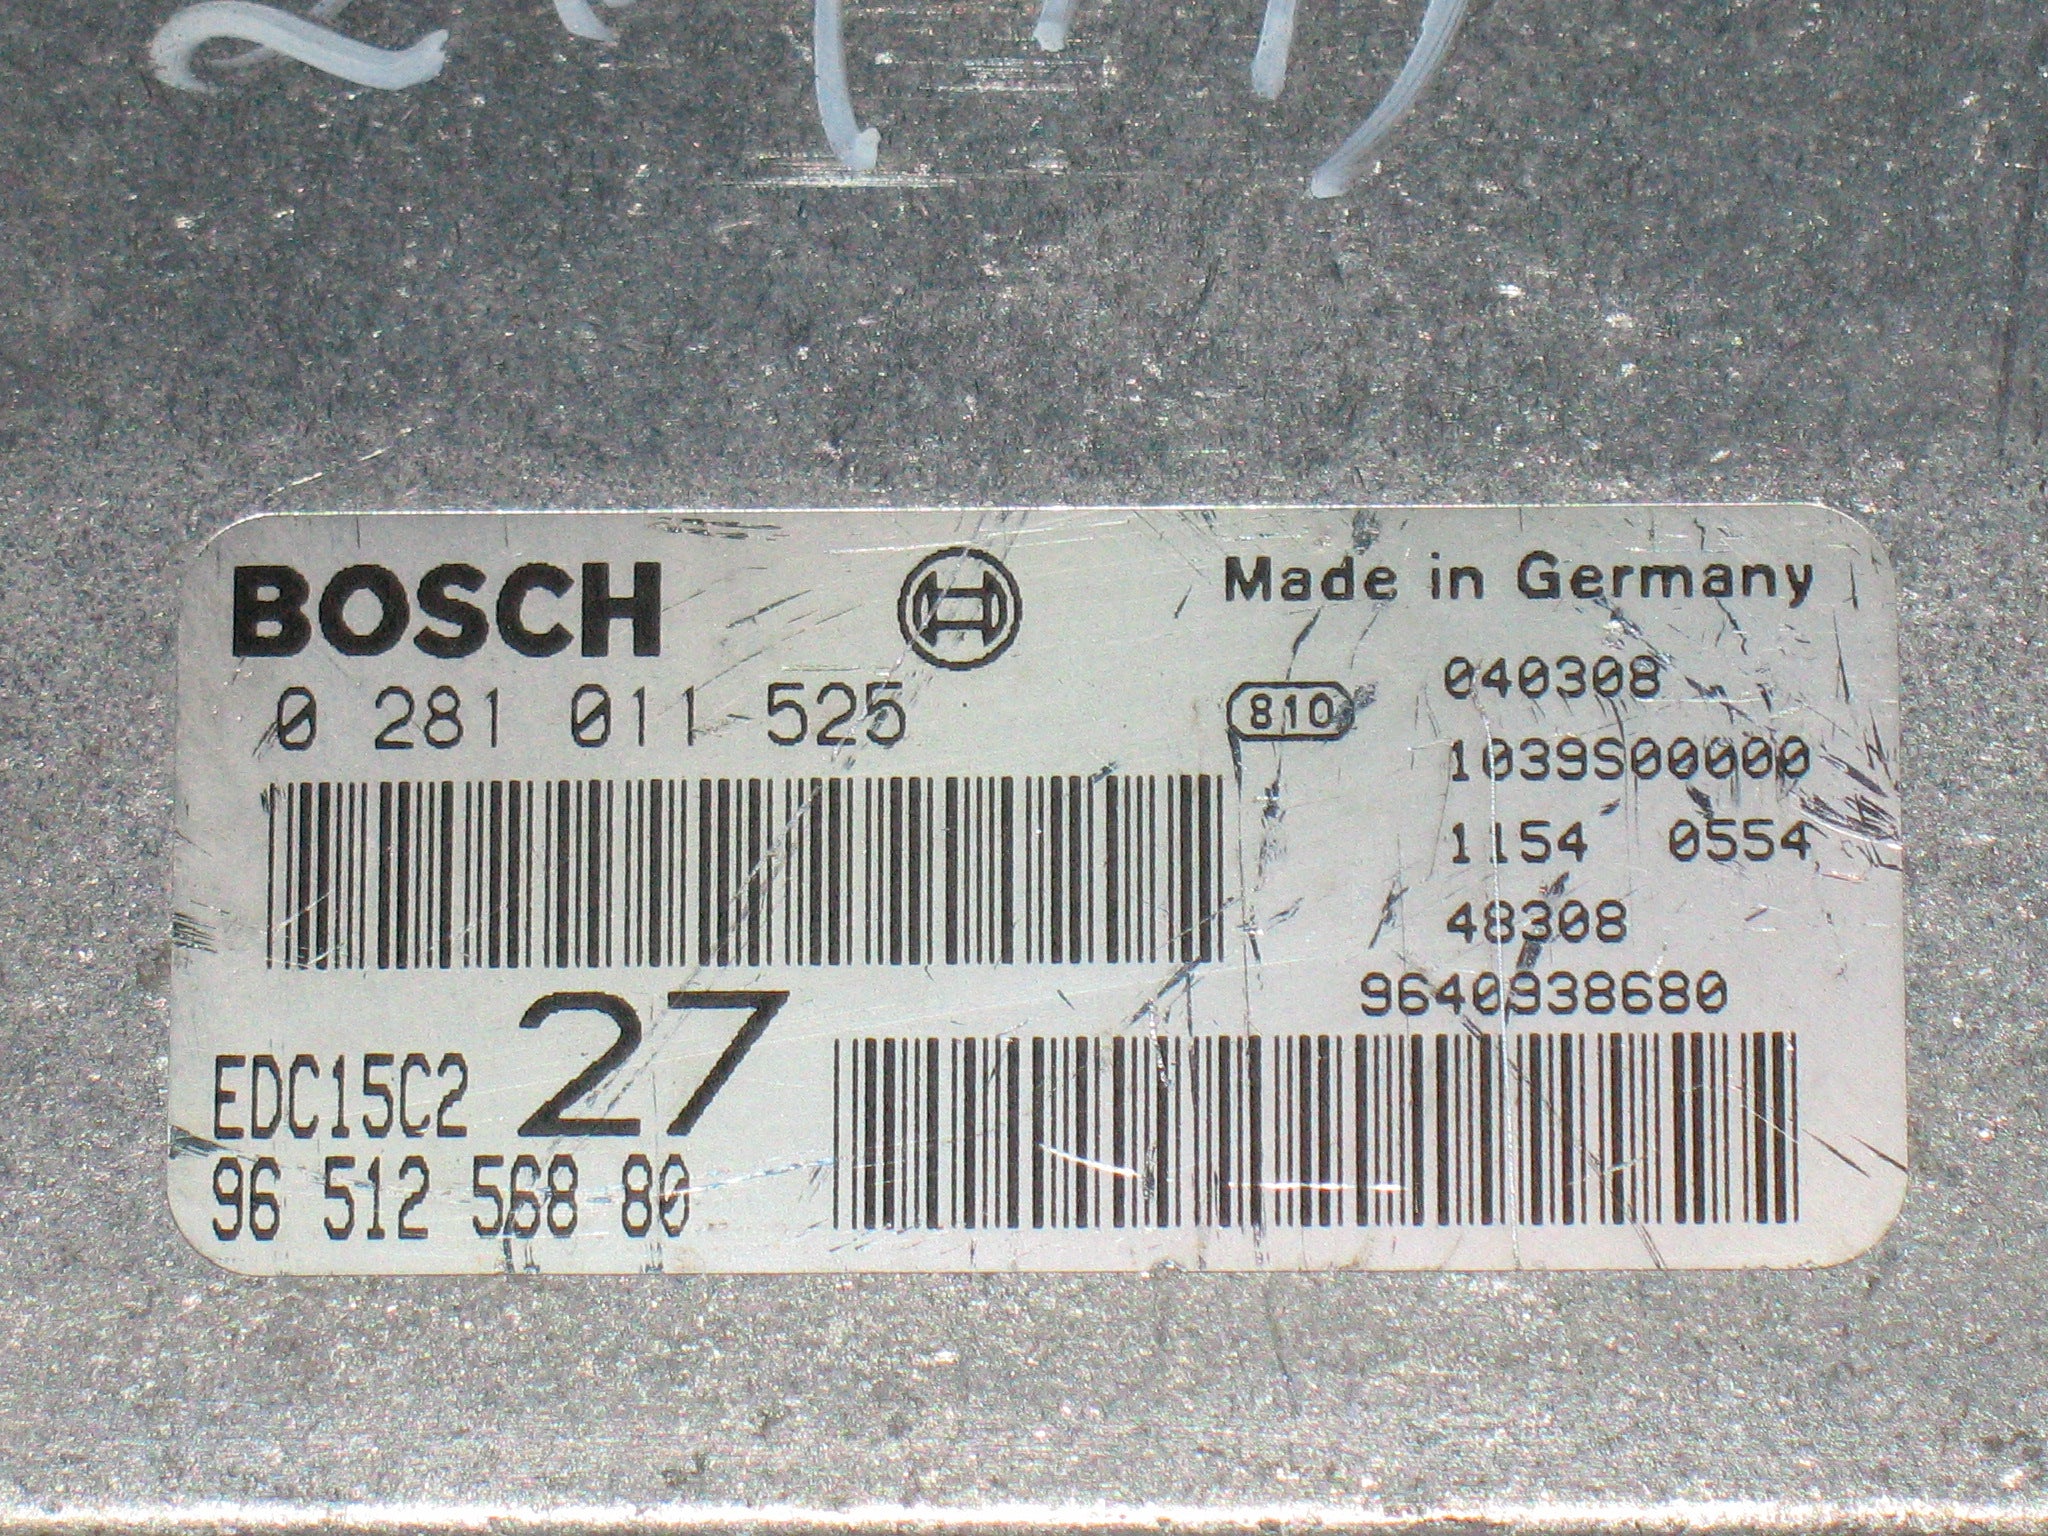 BOSCH
Made in Germany
0 281 011 525
810
040308
1039S00000
1154 0554
48308
9640938680
27
EDC15C2
96 512 568 80